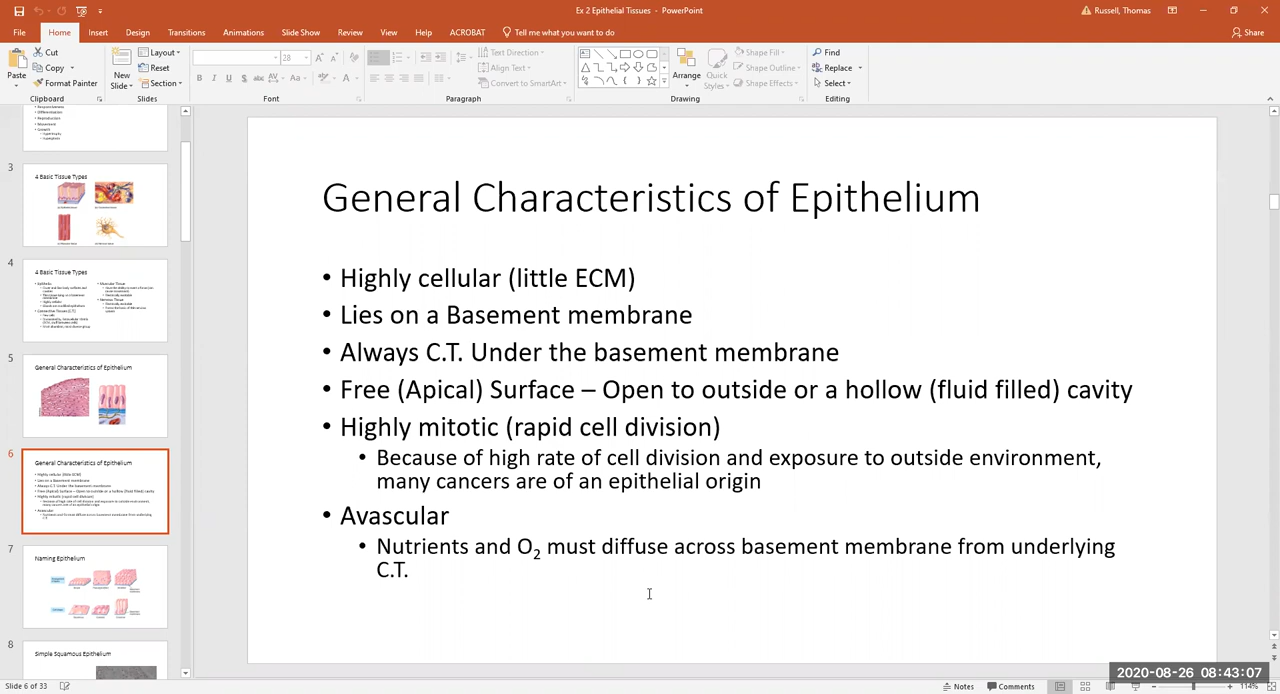 Ex 2 Epithelial Tissues - PowerPoint
Russell, Thomas
File Home Insert Design Transitions Animations Slide Show Review View Help ACROBAT Tell me what you want to do
Share
Paste
Cut
Copy
Format Painter
Clipboard
New Slide
Layout
Reset
Section
Slides
28
Font
Text Direction
Align Text
Convert to SmartArt
Paragraph
Arrange
Quick Styles
Shape Fill
Shape Outline
Shape Effects
Drawing
Find
Replace
Select
Editing
3
4 Basic Tissue Types
4
4 Basic Tissue Types
5
General Characteristics of Epithelium
6
General Characteristics of Epithelium
7
Naming Epithelium
8
Simple Squamous Epithelium
General Characteristics of Epithelium
• Highly cellular (little ECM)
• Lies on a Basement membrane
• Always C.T. Under the basement membrane
• Free (Apical) Surface – Open to outside or a hollow (fluid filled) cavity
• Highly mitotic (rapid cell division)
• Because of high rate of cell division and exposure to outside environment,
many cancers are of an epithelial origin
• Avascular
• Nutrients and O2 must diffuse across basement membrane from underlying
C.T.
2020-08-26 08:43:07
Slide 6 of 33
Notes
Comments
114%